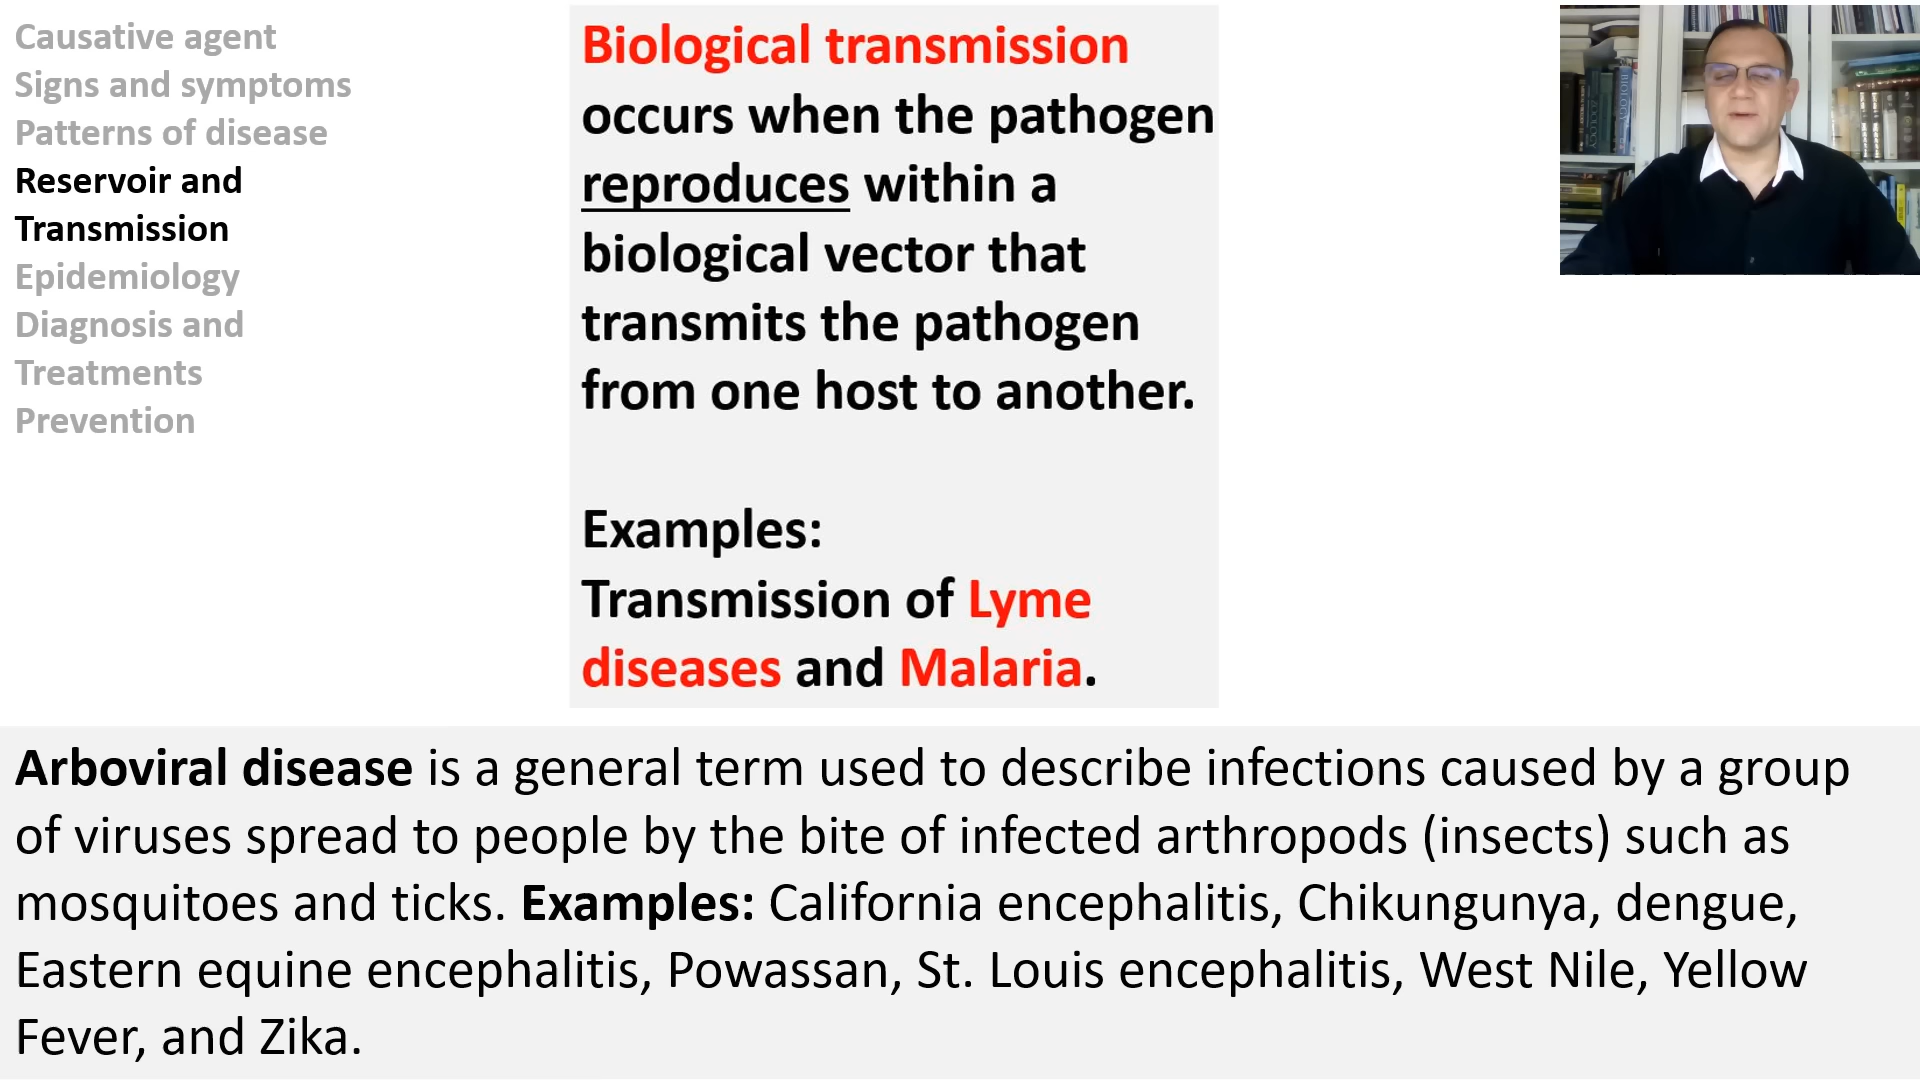 Causative agent
Signs and symptoms
Patterns of disease
Reservoir and
Transmission
Epidemiology
Diagnosis and
Treatments
Prevention
Biological transmission
occurs when the pathogen
reproduces within a
biological vector that
transmits the pathogen
from one host to another.
Examples:
Transmission of Lyme
diseases and Malaria.
Arboviral disease is a general term used to describe infections caused by a group
of viruses spread to people by the bite of infected arthropods (insects) such as
mosquitoes and ticks. Examples: California encephalitis, Chikungunya, dengue,
Eastern equine encephalitis, Powassan, St. Louis encephalitis, West Nile, Yellow
Fever, and Zika.